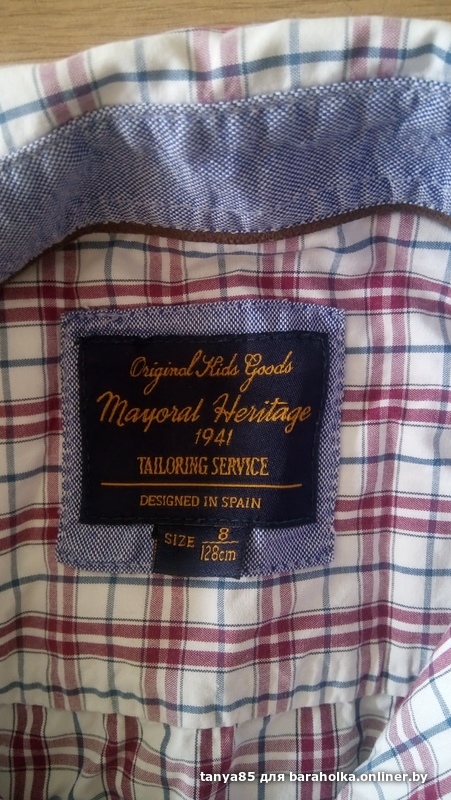 Original Kids Goods
Mayoral Heritage
1941
TAILORING SERVICE
DESIGNED IN SPAIN
SIZE 8
128cm
tanya85 для baraholka.onliner.by